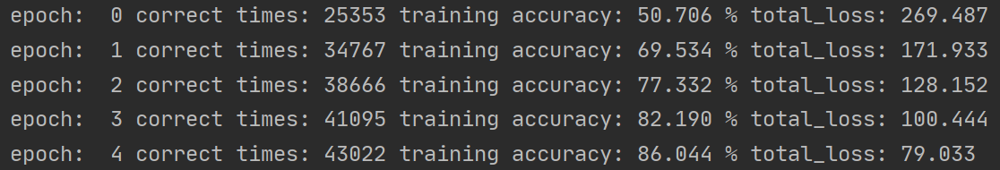 epoch:  0 correct times: 25353 training accuracy: 50.706 % total_loss: 269.487
epoch:  1 correct times: 34767 training accuracy: 69.534 % total_loss: 171.933
epoch:  2 correct times: 38666 training accuracy: 77.332 % total_loss: 128.152
epoch:  3 correct times: 41095 training accuracy: 82.190 % total_loss: 100.444
epoch:  4 correct times: 43022 training accuracy: 86.044 % total_loss: 79.033